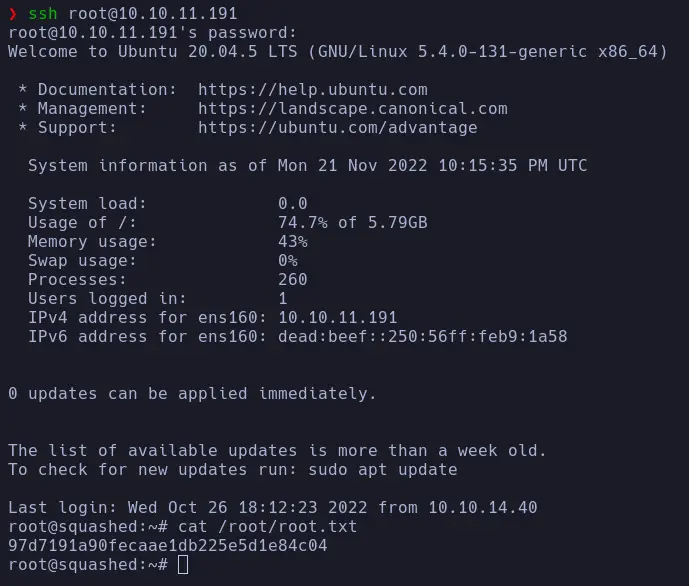 ❯ ssh root@10.10.11.191
root@10.10.11.191's password:
Welcome to Ubuntu 20.04.5 LTS (GNU/Linux 5.4.0-131-generic x86_64)
* Documentation:  https://help.ubuntu.com
* Management:     https://landscape.canonical.com
* Support:        https://ubuntu.com/advantage
System information as of Mon 21 Nov 2022 10:15:35 PM UTC
System load:             0.0
Usage of /:              74.7% of 5.79GB
Memory usage:            43%
Swap usage:              0%
Processes:               260
Users logged in:         1
IPv4 address for ens160: 10.10.11.191
IPv6 address for ens160: dead:beef::250:56ff:feb9:1a58
0 updates can be applied immediately.
The list of available updates is more than a week old.
To check for new updates run: sudo apt update
Last login: Wed Oct 26 18:12:23 2022 from 10.10.14.40
root@squashed:~# cat /root/root.txt
97d7191a90fecaae1db225e5d1e84c04
root@squashed:~#